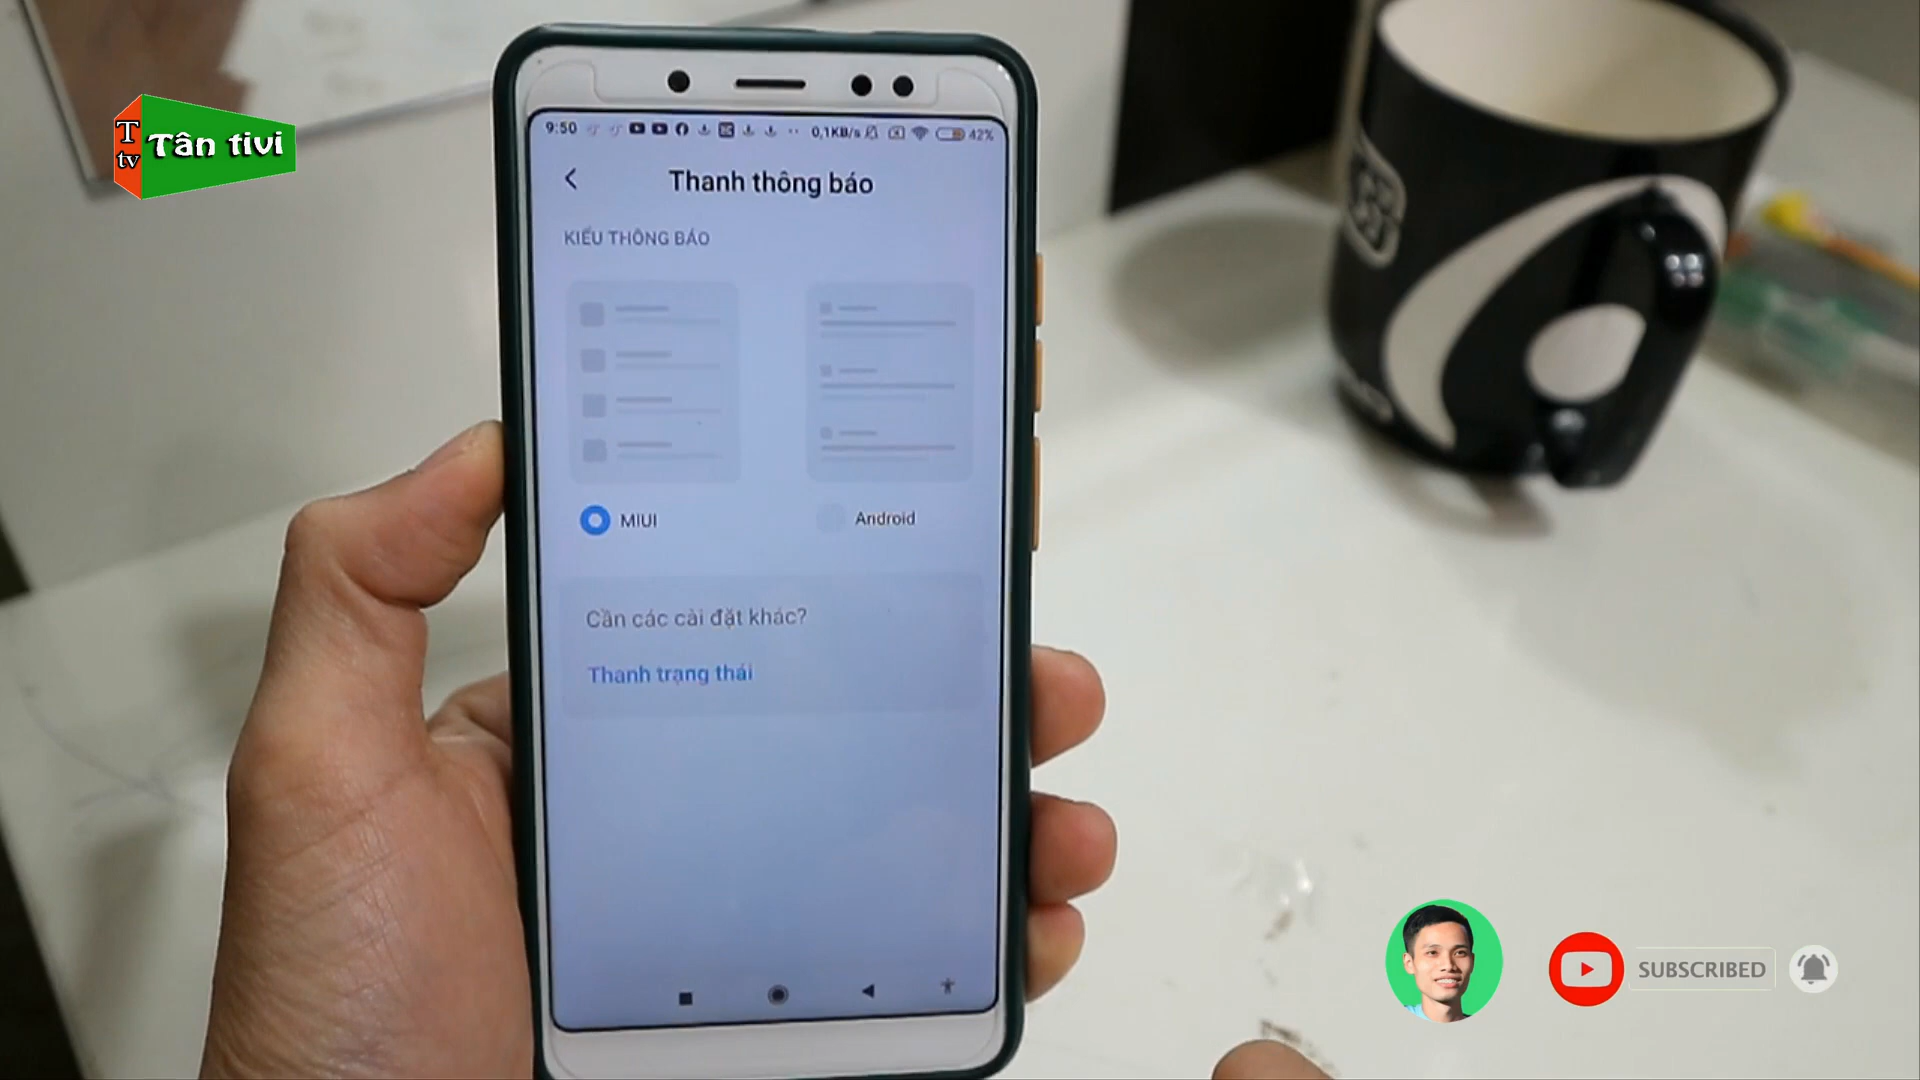 T
tv
Tân tivi
9:50
0,1KB/s
42%
Thanh thông báo
KIỂU THÔNG BÁO
MIUI
Android
Cần các cài đặt khác?
Thanh trạng thái
SUBSCRIBED